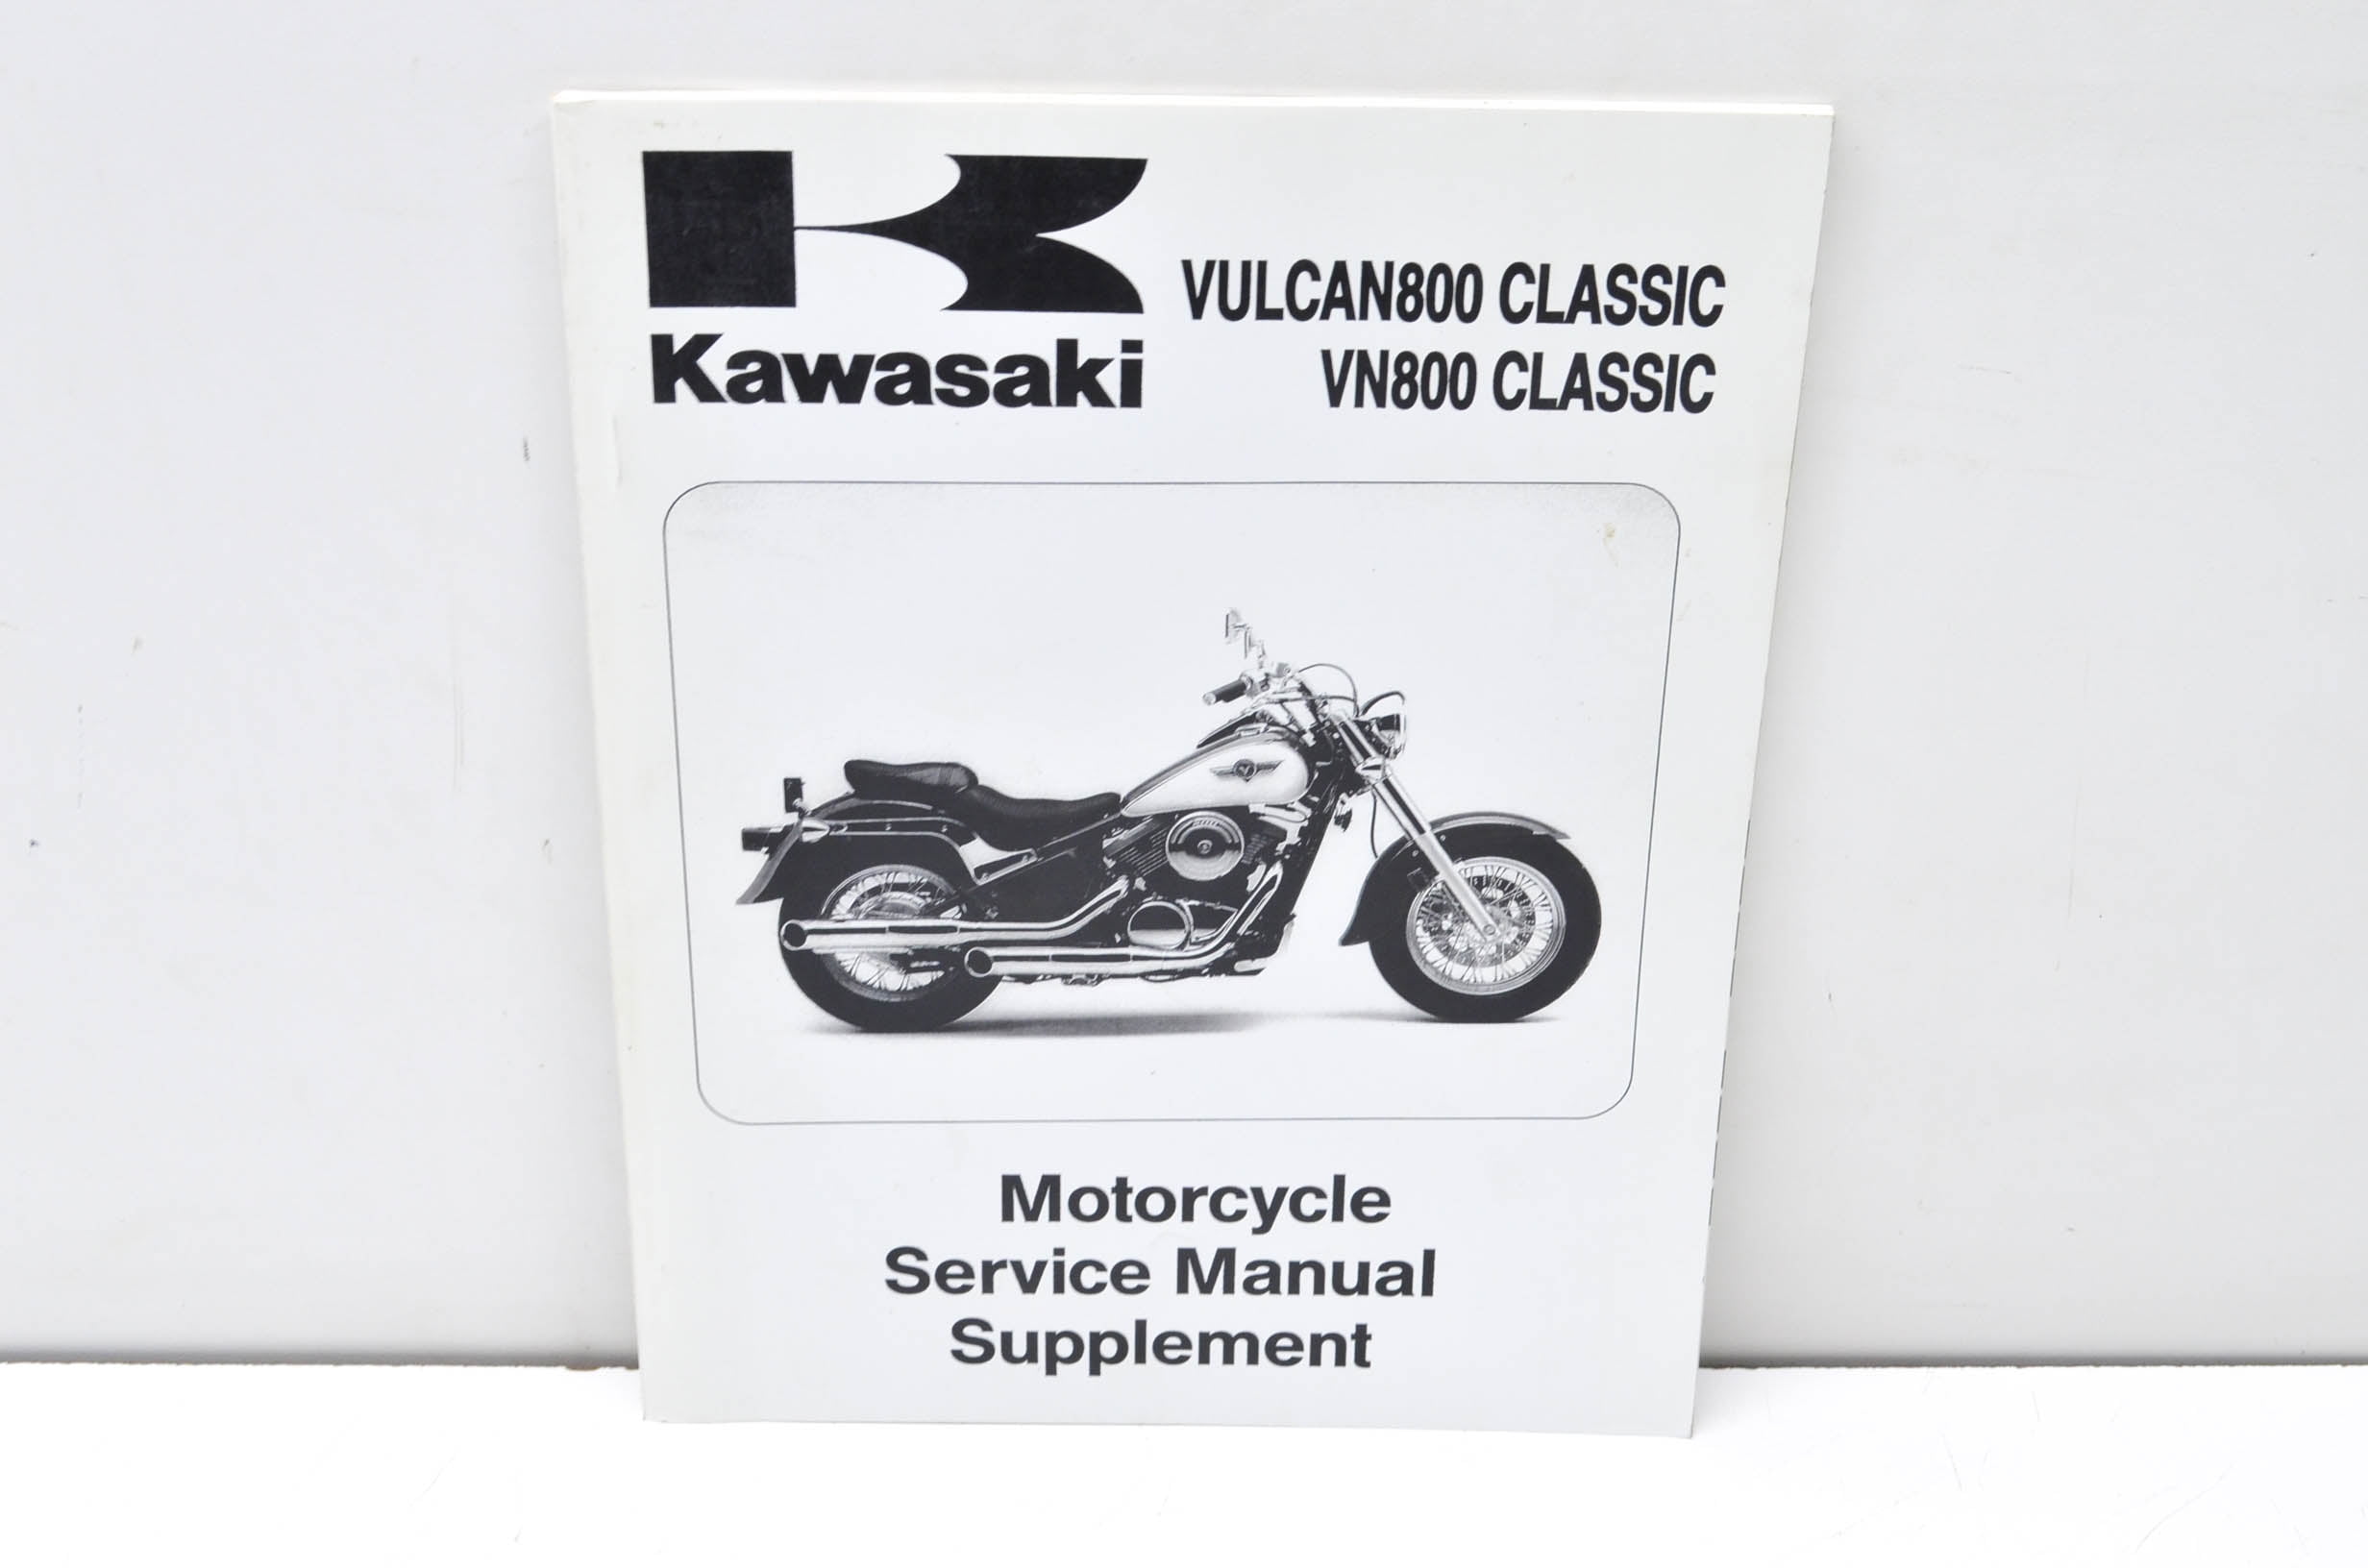 Kawasaki
VULCAN800 CLASSIC
VN800 CLASSIC
Motorcycle
Service Manual
Supplement